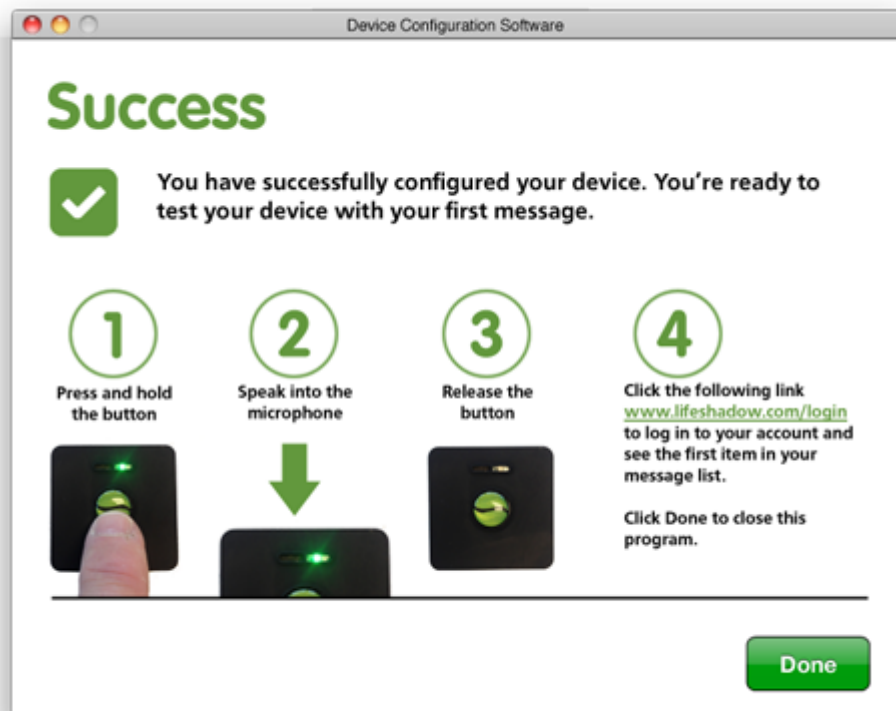 Device Configuration Software
Success
You have successfully configured your device. You're ready to
test your device with your first message.
1
Press and hold
the button
2
Speak into the
microphone
3
Release the
button
4
Click the following link
www.lifeshadow.com/login
to log in to your account and
see the first item in your
message list.
Click Done to close this
program.
Done